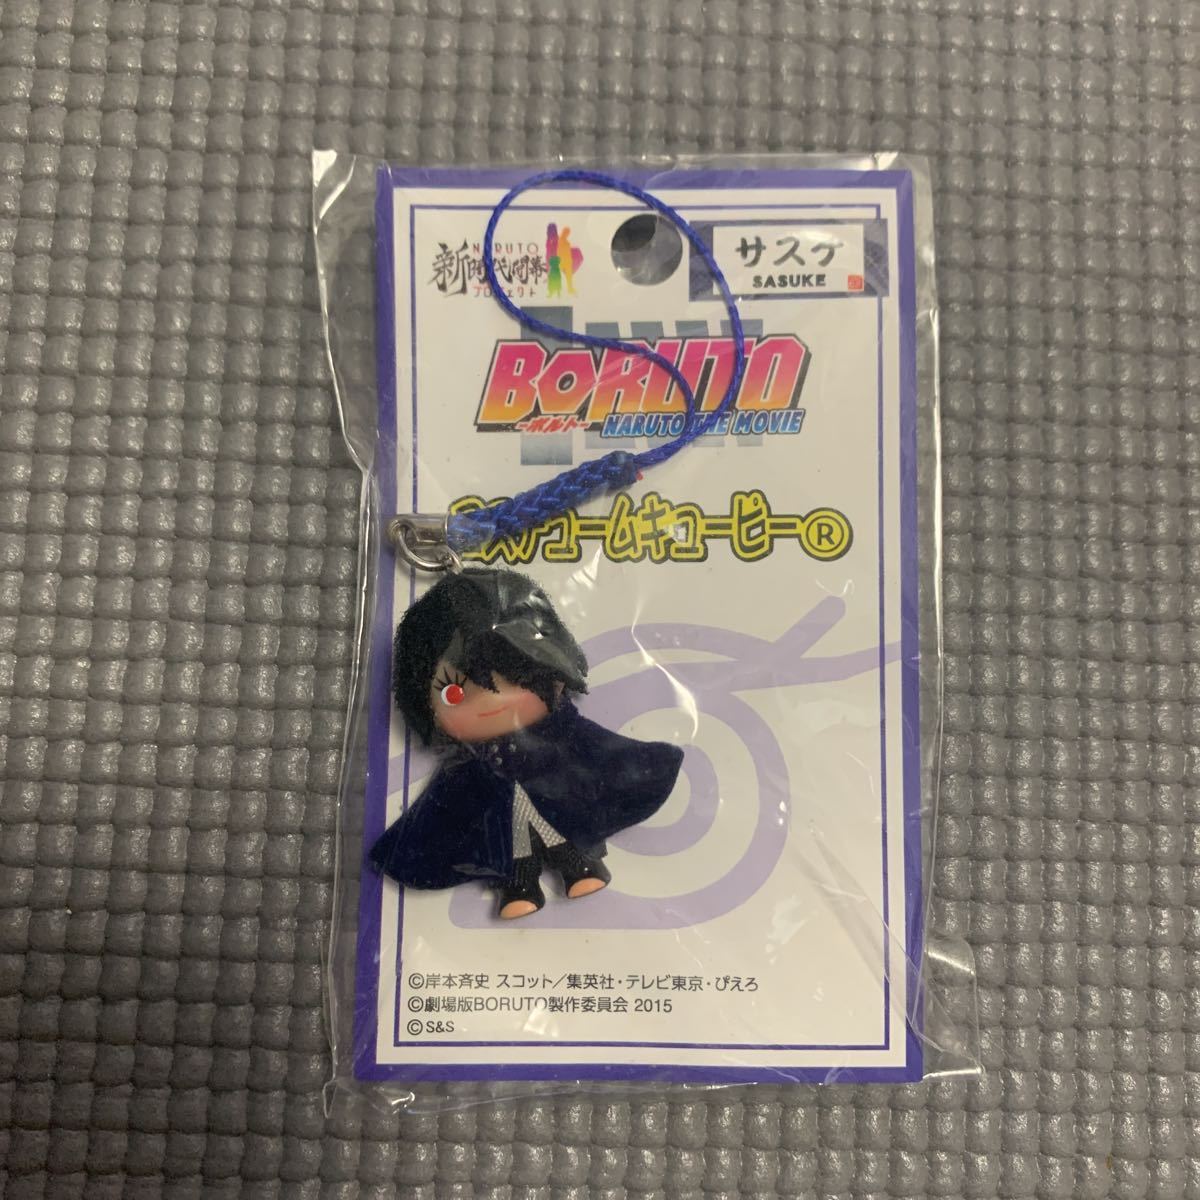 NARUTO
新時代開幕
プロジェクト
サスケ
SASUKE
BORUTO
-ボルト-
NARUTO THE MOVIE
コスチュームキューピー®
©岸本斉史 スコット／集英社・テレビ東京・ぴえろ
©劇場版BORUTO製作委員会 2015
©S&S